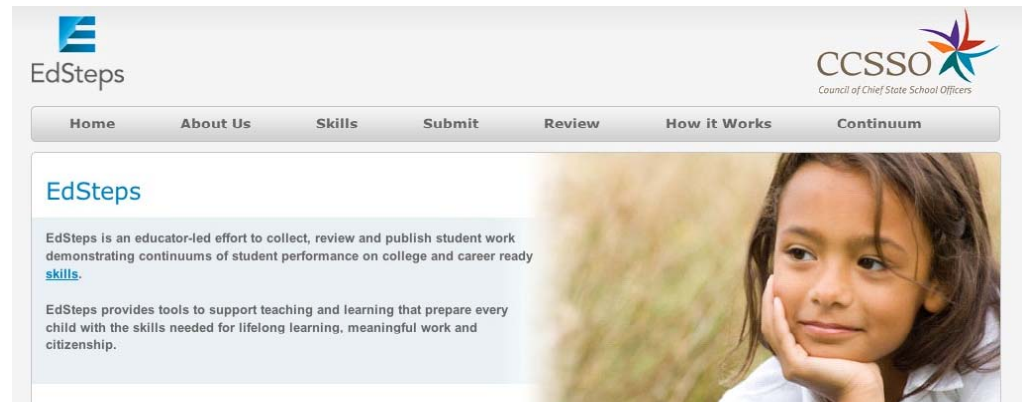 EdSteps
CCSSO
Council of Chief State School Officers
Home About Us Skills Submit Review How it Works Continuum
EdSteps
EdSteps is an educator-led effort to collect, review and publish student work
demonstrating continuums of student performance on college and career ready
skills.
EdSteps provides tools to support teaching and learning that prepare every
child with the skills needed for lifelong learning, meaningful work and
citizenship.